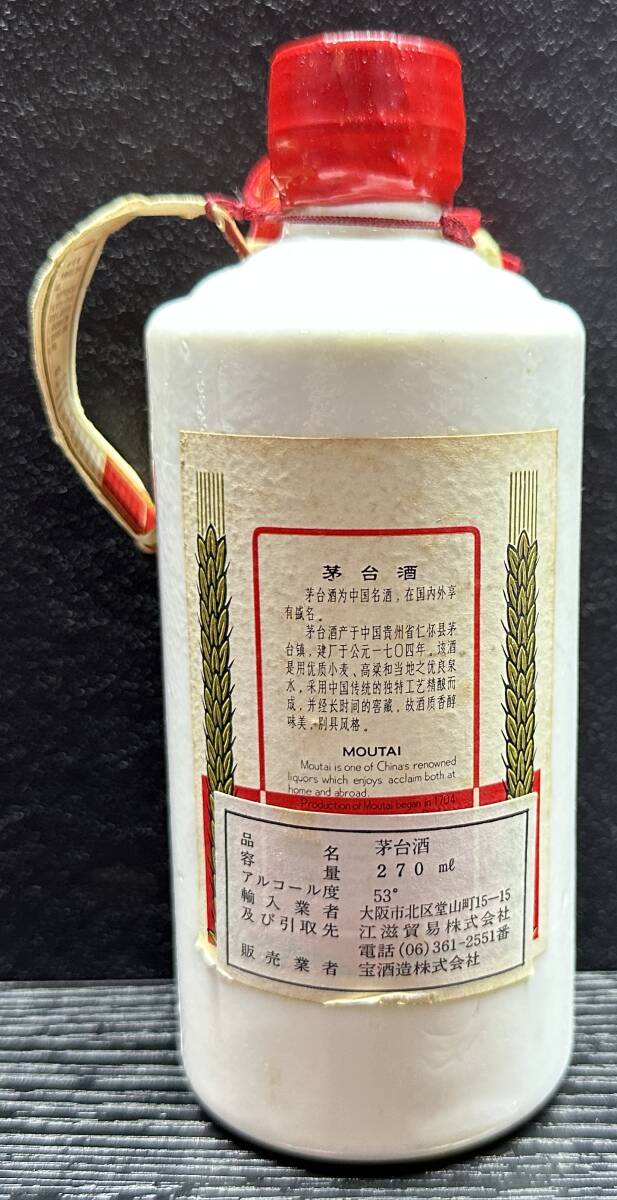 茅台酒
茅台酒为中国名酒，在国内外享
有盛名。
茅台酒产于中国贵州省仁怀县茅
台镇，建厂于公元一七〇四年。该酒
是用优质小麦、高粱和当地之优良泉
水，采用中国传统的独特工艺精酿而
成，并经长时间的窖藏，故酒质香醇
味美，别具风格。
MOUTAI
Moutai is one of China's renowned
liquors which enjoys acclaim both at
home and abroad.
Production of Moutai began in 1704
品名 茅台酒
容量 270 ml
アルコール度 53°
輸入業者 大阪市北区堂山町15-15
及び引取先 江滋貿易株式会社
電話(06)361-2551番
販売業者 宝酒造株式会社